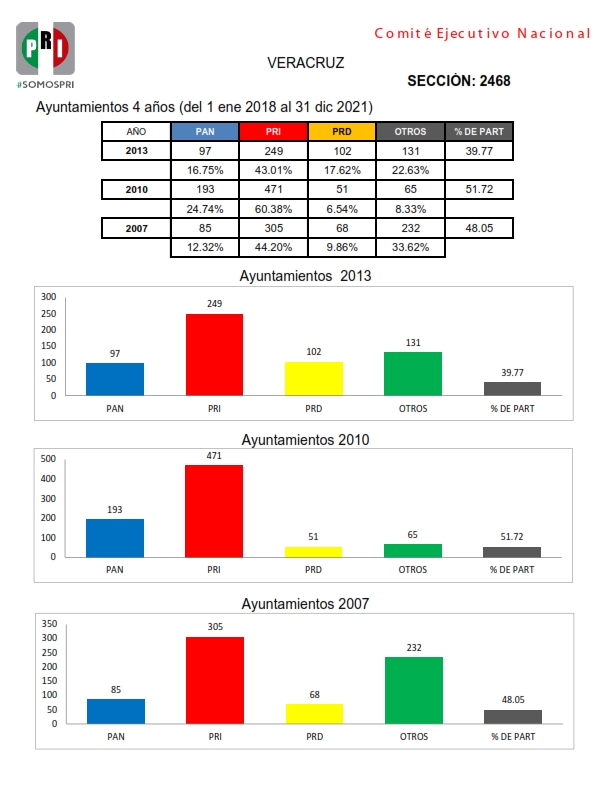 Comité Ejecutivo Nacional
PRI
#SOMOSPRI
VERACRUZ
SECCIÓN: 2468
Ayuntamientos 4 años (del 1 ene 2018 al 31 dic 2021)
AÑO PAN PRI PRD OTROS % DE PART
2013 97 249 102 131 39.77
16.75% 43.01% 17.62% 22.63%
2010 193 471 51 65 51.72
24.74% 60.38% 6.54% 8.33%
2007 85 305 68 232 48.05
12.32% 44.20% 9.86% 33.62%
Ayuntamientos 2013
300
250
200
150
100
50
0
97 249 102 131 39.77
PAN PRI PRD OTROS % DE PART
Ayuntamientos 2010
500
400
300
200
100
0
193 471 51 65 51.72
PAN PRI PRD OTROS % DE PART
Ayuntamientos 2007
350
300
250
200
150
100
50
0
85 305 68 232 48.05
PAN PRI PRD OTROS % DE PART